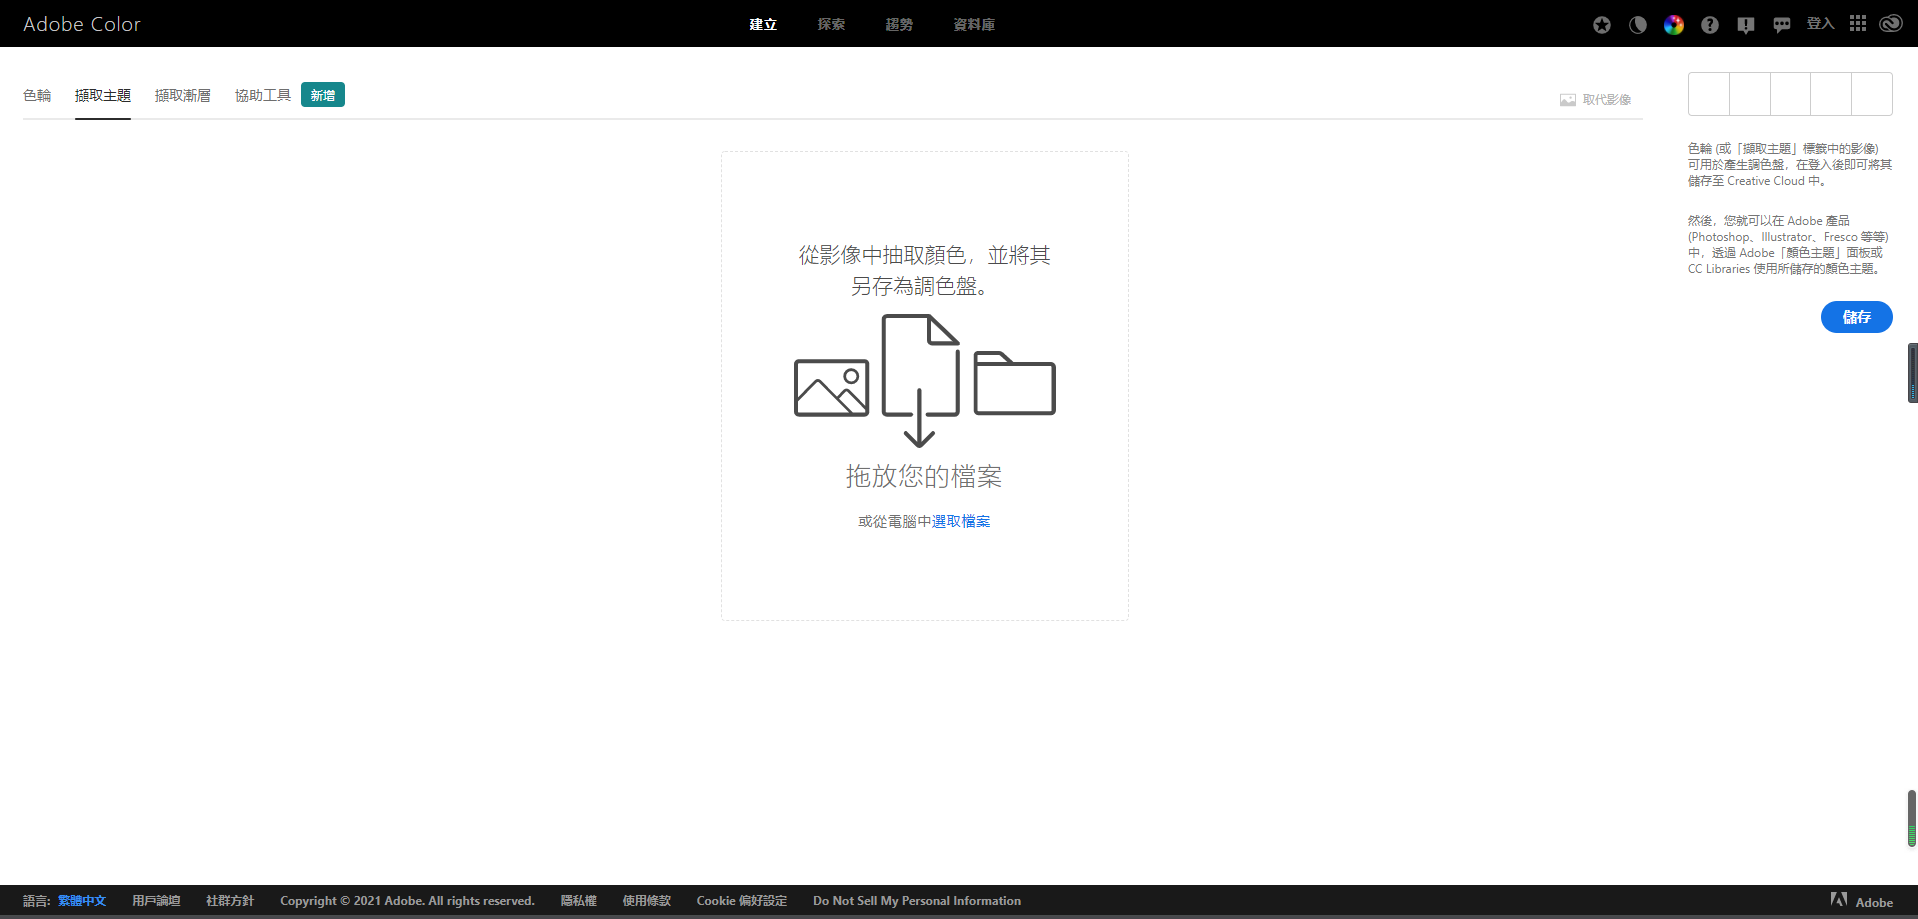 Adobe Color
建立
探索
趨勢
資料庫
登入
色輪
擷取主題
擷取漸層
協助工具
新增
取代影像
色輪 (或「擷取主題」標籤中的影像)
可用於產生調色盤，在登入後即可將其
儲存至 Creative Cloud 中。
然後，您就可以在 Adobe 產品
(Photoshop、Illustrator、Fresco 等等)
中，透過 Adobe「顏色主題」面板或
CC Libraries 使用所儲存的顏色主題。
儲存
從影像中抽取顏色，並將其
另存為調色盤。
拖放您的檔案
或從電腦中選取檔案
語言: 繁體中文
用戶論壇
社群方針
Copyright © 2021 Adobe. All rights reserved.
隱私權
使用條款
Cookie 偏好設定
Do Not Sell My Personal Information
Adobe